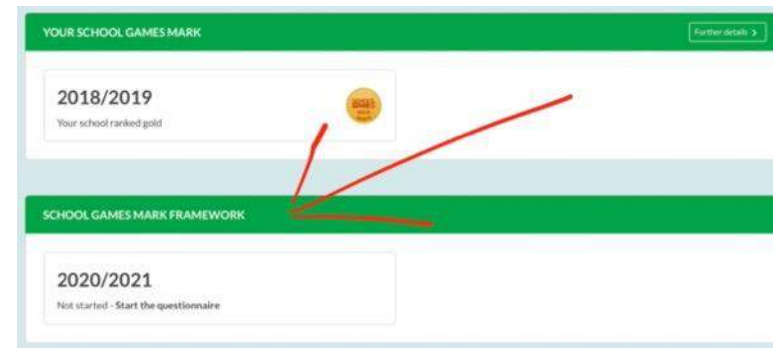 YOUR SCHOOL GAMES MARK
Further details >
2018/2019
Your school ranked gold
SCHOOL GAMES MARK FRAMEWORK
2020/2021
Not started - Start the questionnaire